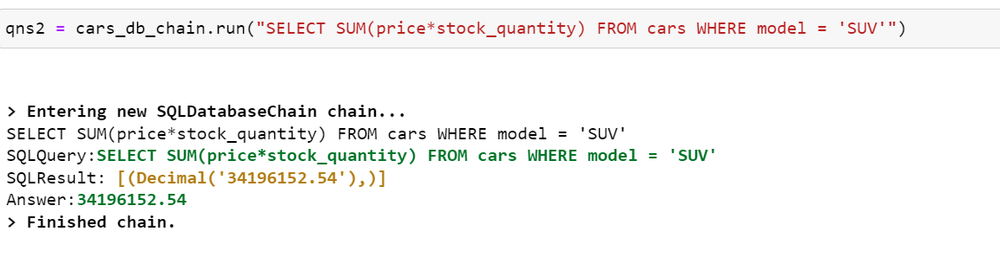 qns2 = cars_db_chain.run("SELECT SUM(price*stock_quantity) FROM cars WHERE model = 'SUV'")
> Entering new SQLDatabaseChain chain...
SELECT SUM(price*stock_quantity) FROM cars WHERE model = 'SUV'
SQLQuery:SELECT SUM(price*stock_quantity) FROM cars WHERE model = 'SUV'
SQLResult: [(Decimal('34196152.54'),)]
Answer:34196152.54
> Finished chain.